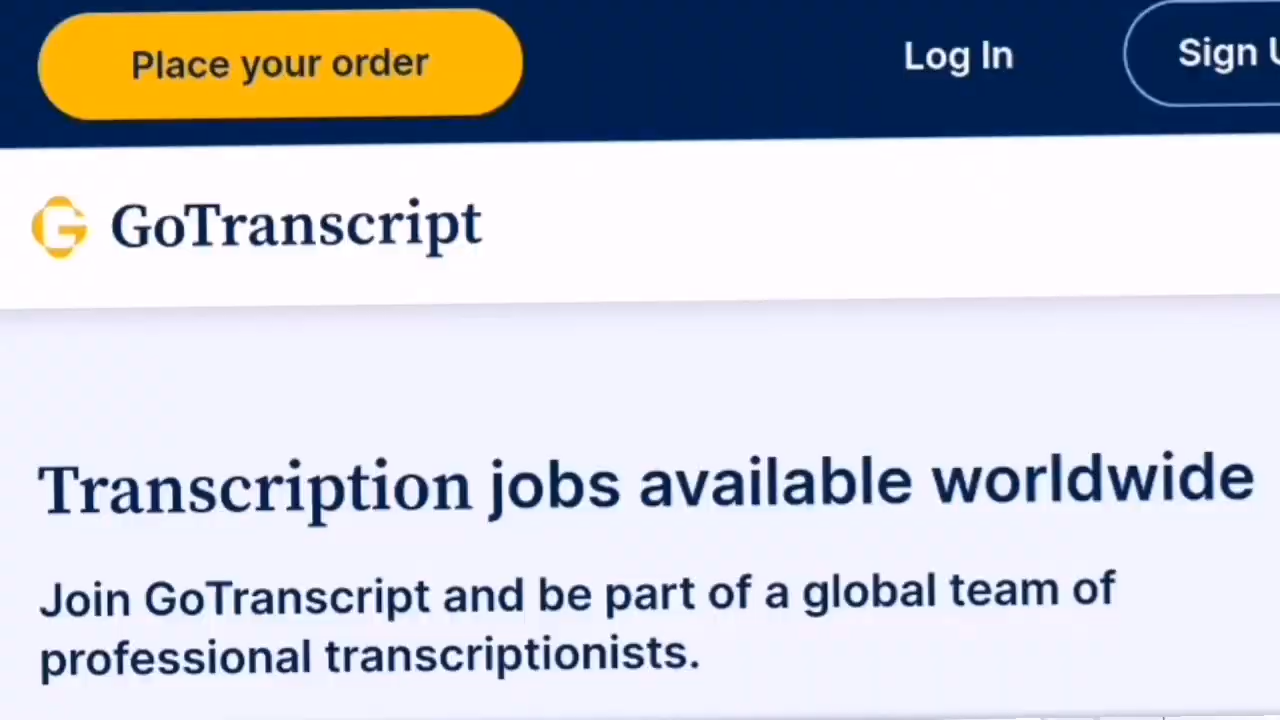 Place your order
Log In
Sign U
GoTranscript
Transcription jobs available worldwide
Join GoTranscript and be part of a global team of
professional transcriptionists.